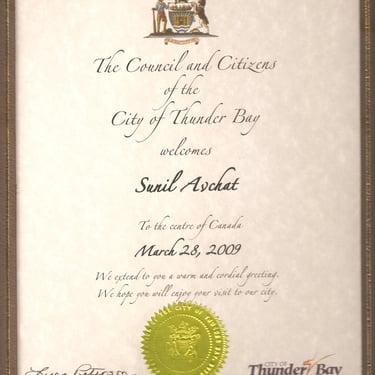 The Council and Citizens
of the
City of Thunder Bay
welcomes
Sunil Avchat
To the centre of Canada
March 28, 2009
We extend to you a warm and cordial greeting.
We hope you will enjoy your visit to our city.
CITY OF
Thunder Bay